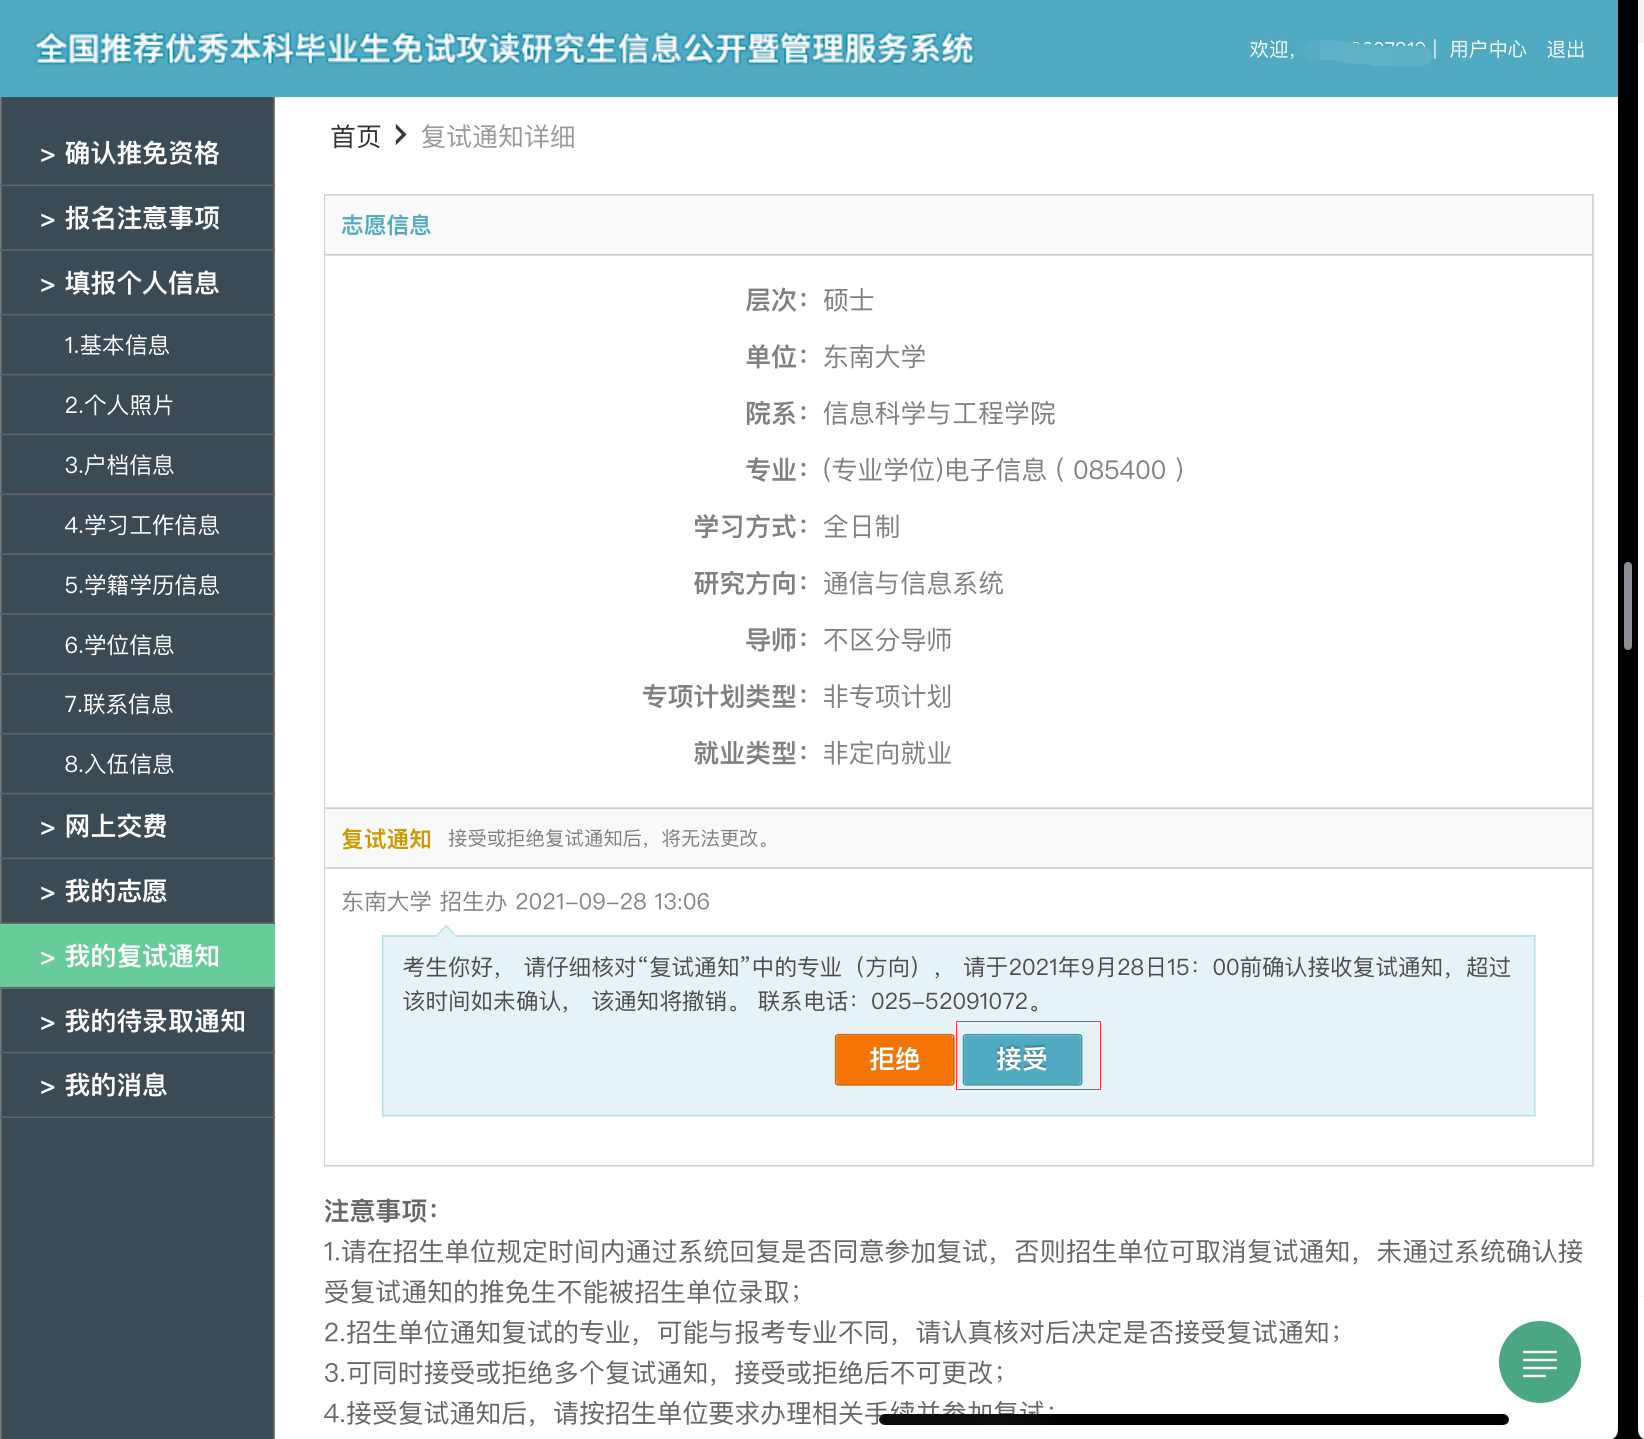 全国推荐优秀本科毕业生免试攻读研究生信息公开暨管理服务系统
欢迎, | 用户中心 退出
> 确认推免资格
> 报名注意事项
> 填报个人信息
1.基本信息
2.个人照片
3.户档信息
4.学习工作信息
5.学籍学历信息
6.学位信息
7.联系信息
8.入伍信息
> 网上交费
> 我的志愿
> 我的复试通知
> 我的待录取通知
> 我的消息
首页 > 复试通知详细
志愿信息
层次：硕士
单位：东南大学
院系：信息科学与工程学院
专业：(专业学位)电子信息（085400）
学习方式：全日制
研究方向：通信与信息系统
导师：不区分导师
专项计划类型：非专项计划
就业类型：非定向就业
复试通知 接受或拒绝复试通知后，将无法更改。
东南大学 招生办 2021-09-28 13:06
考生你好， 请仔细核对“复试通知”中的专业（方向）， 请于2021年9月28日15：00前确认接收复试通知，超过
该时间如未确认， 该通知将撤销。 联系电话：025-52091072。
拒绝 接受
注意事项：
1.请在招生单位规定时间内通过系统回复是否同意参加复试，否则招生单位可取消复试通知，未通过系统确认接
受复试通知的推免生不能被招生单位录取；
2.招生单位通知复试的专业，可能与报考专业不同，请认真核对后决定是否接受复试通知；
3.可同时接受或拒绝多个复试通知，接受或拒绝后不可更改；
4.接受复试通知后，请按招生单位要求办理相关手续并参加复试；